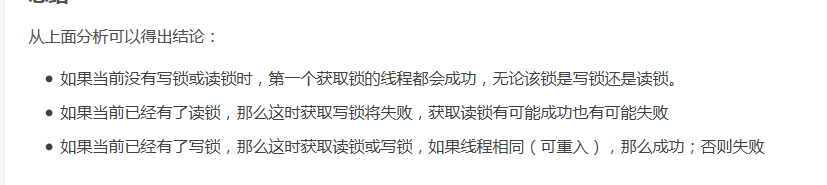 从上面分析可以得出结论：
如果当前没有写锁或读锁时，第一个获取锁的线程都会成功，无论该锁是写锁还是读锁。
如果当前已经有了读锁，那么这时获取写锁将失败，获取读锁有可能成功也有可能失败
如果当前已经有了写锁，那么这时获取读锁或写锁，如果线程相同（可重入），那么成功；否则失败